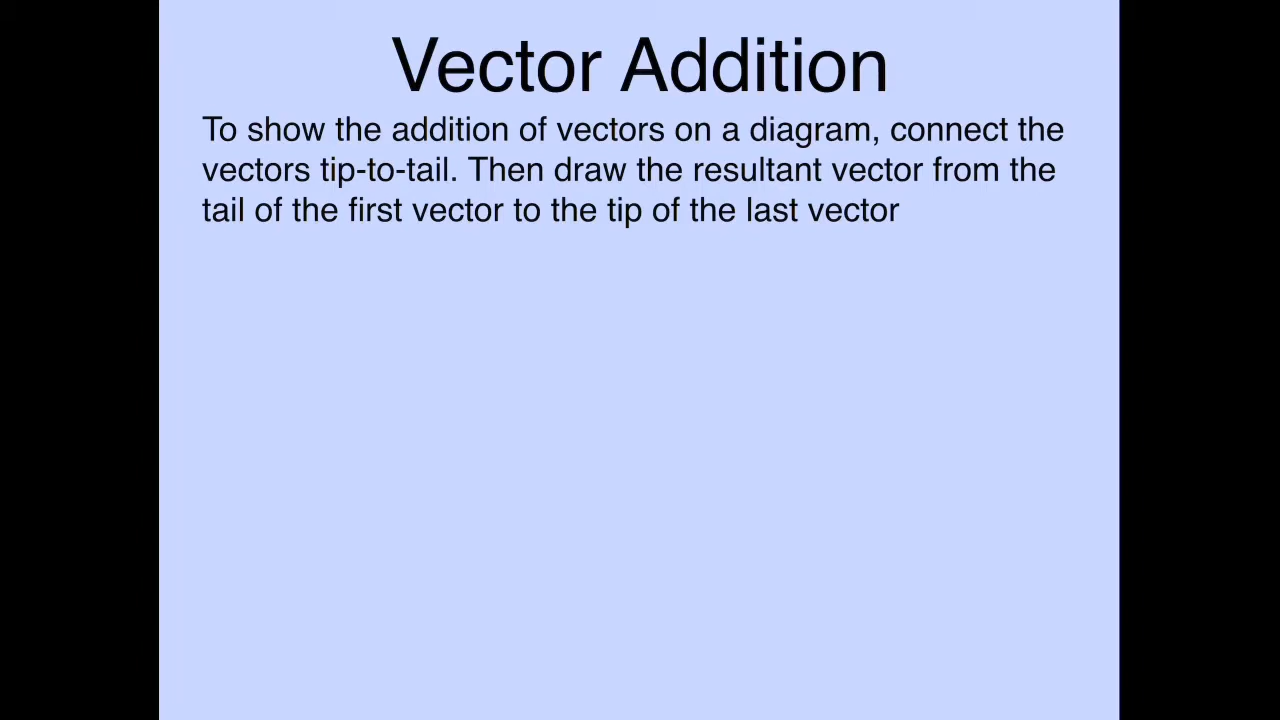 Vector Addition
To show the addition of vectors on a diagram, connect the
vectors tip-to-tail. Then draw the resultant vector from the
tail of the first vector to the tip of the last vector